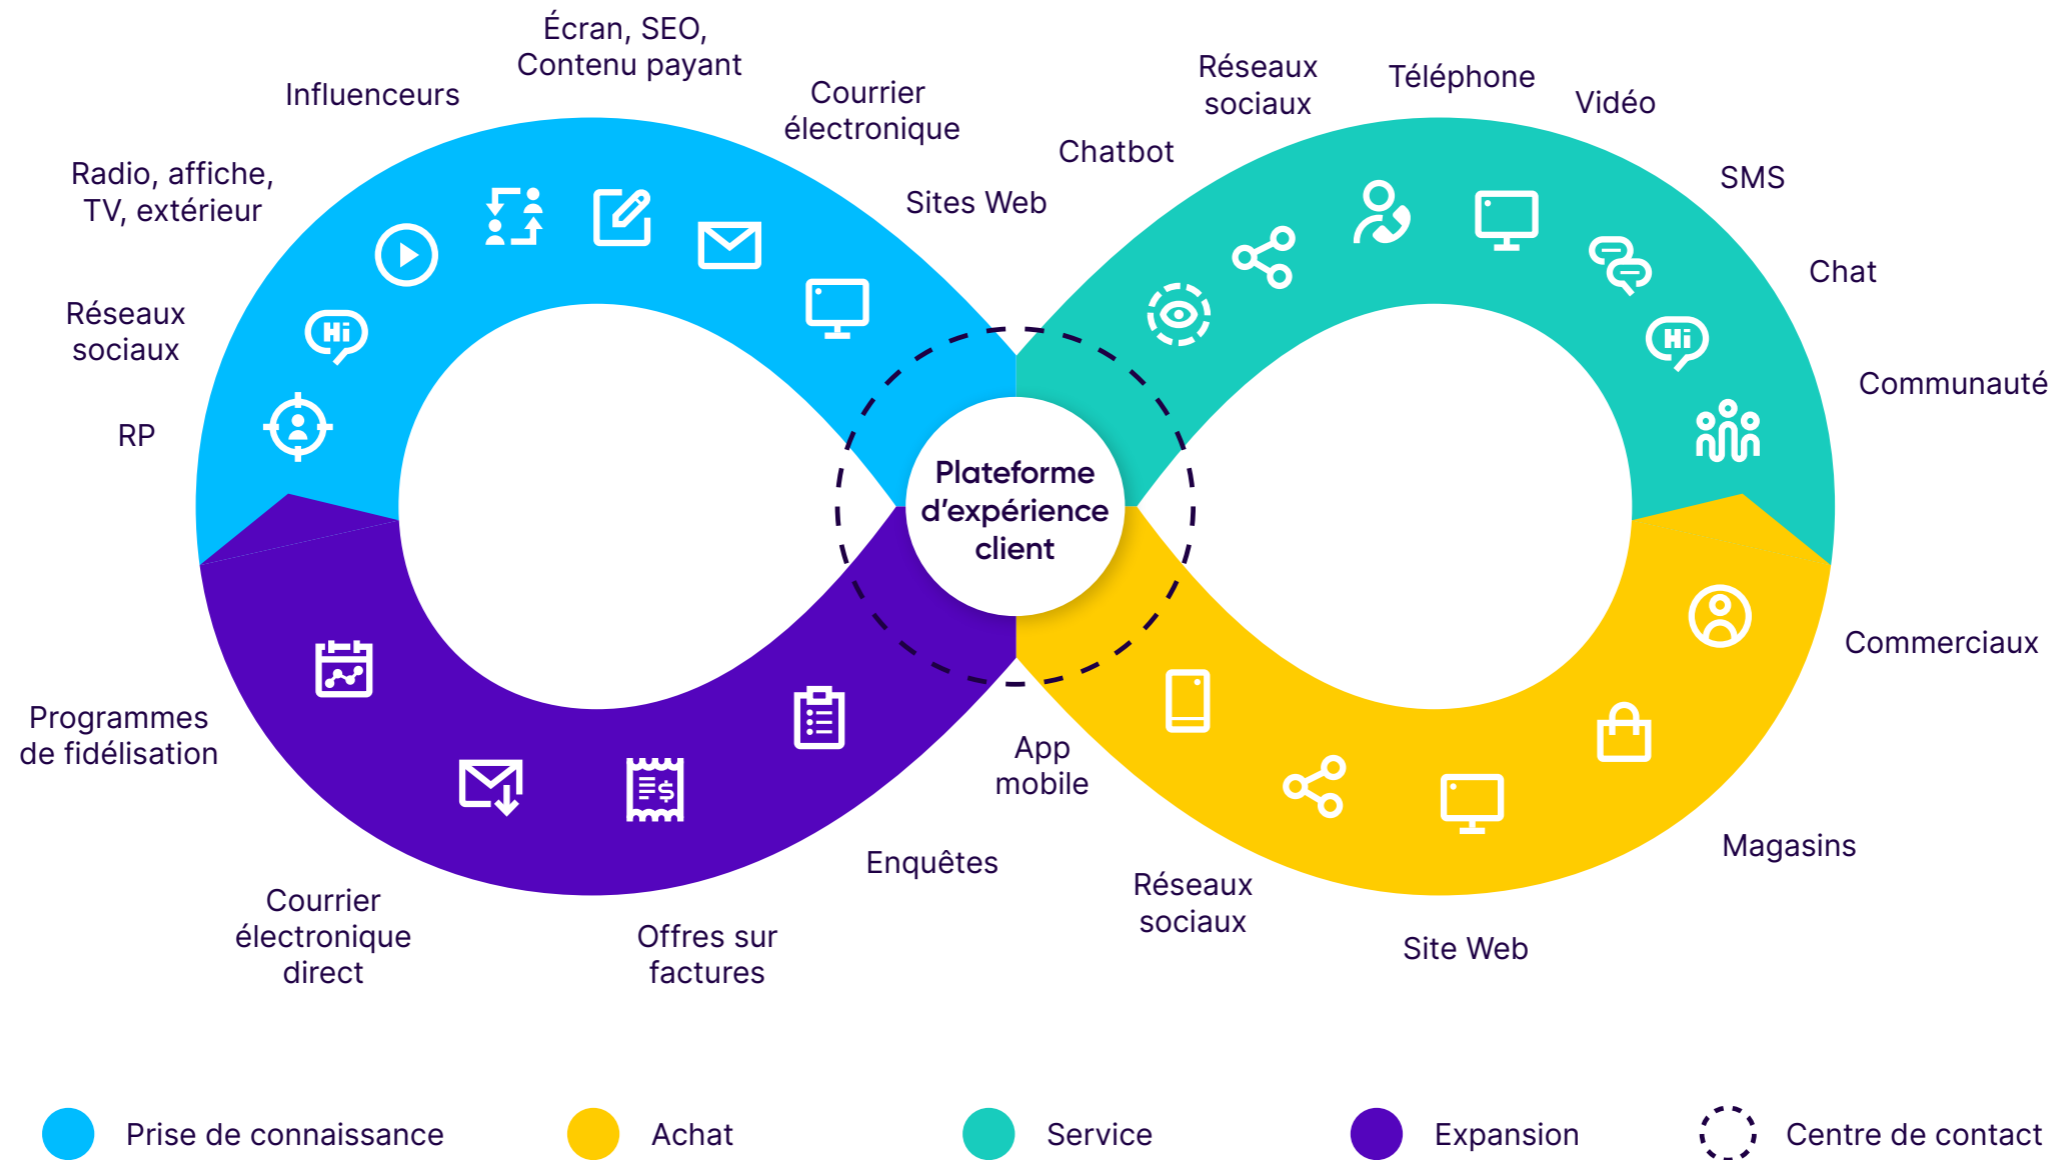 Écran, SEO,
Contenu payant
Influenceurs
Courrier
électronique
Radio, affiche,
TV, extérieur
Sites Web
Réseaux
sociaux
RP
Chatbot
Réseaux
sociaux
Téléphone
Vidéo
SMS
Chat
Communauté
Hi
Hi
Plateforme
d’expérience
client
Commerciaux
Magasins
Site Web
Réseaux
sociaux
App
mobile
Enquêtes
Offres sur
factures
Courrier
électronique
direct
Programmes
de fidélisation
$
Prise de connaissance
Achat
Service
Expansion
Centre de contact